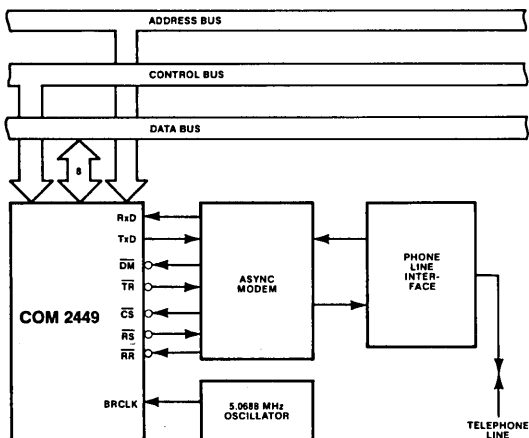 ADDRESS BUS
CONTROL BUS
DATA BUS
8
RxD
TxD
DM
TR
CS
RS
RR
BRCLK
COM 2449
ASYNC
MODEM
PHONE
LINE
INTER-
FACE
5.0688 MHz
OSCILLATOR
TELEPHONE
LINE